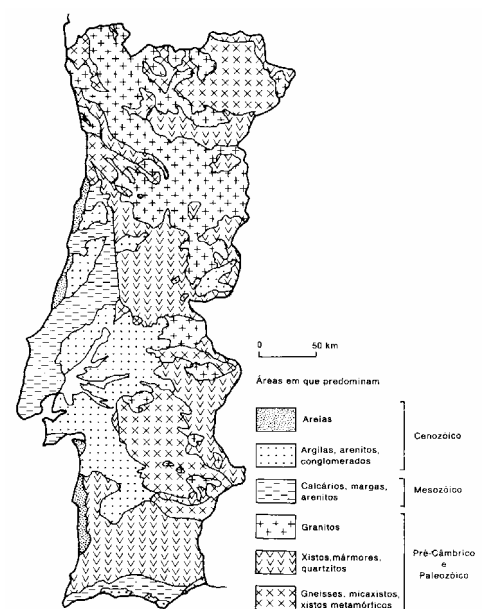 0 50 km
Áreas em que predominam
Areias
Argilas, arenitos,
conglomerados
Cenozóico
Calcários, margas,
arenitos
Mesozóico
Granitos
Xistos, mármores,
quartzitos
Pré-Câmbrico
e
Paleozóico
Gneisses, micaxistos,
xistos metamórficos